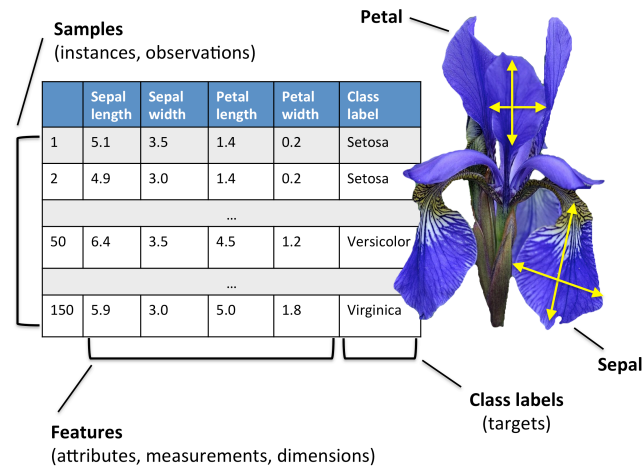 Samples
(instances, observations)
Petal
Sepal length Sepal width Petal length Petal width Class label
1 5.1 3.5 1.4 0.2 Setosa
2 4.9 3.0 1.4 0.2 Setosa
...
50 6.4 3.5 4.5 1.2 Versicolor
...
150 5.9 3.0 5.0 1.8 Virginica
Sepal
Class labels
(targets)
Features
(attributes, measurements, dimensions)